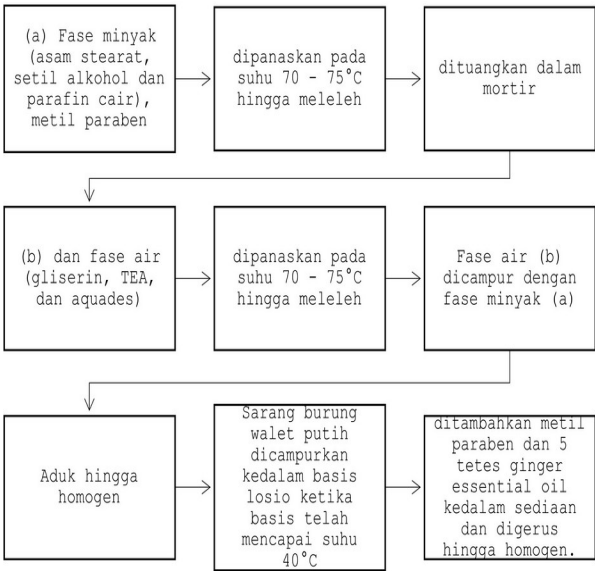 (a) Fase minyak
(asam stearat,
setil alkohol dan
parafin cair),
metil paraben
dipanaskan pada
suhu 70 - 75°C
hingga meleleh
dituangkan dalam
mortir
(b) dan fase air
(gliserin, TEA,
dan aquades)
dipanaskan pada
suhu 70 - 75°C
hingga meleleh
Fase air (b)
dicampur dengan
fase minyak (a)
Aduk hingga
homogen
Sarang burung
walet putih
dicampurkan
kedalam basis
losio ketika
basis telah
mencapai suhu
40°C
ditambahkan metil
paraben dan 5
tetes ginger
essential oil
kedalam sediaan
dan digerus
hingga homogen.